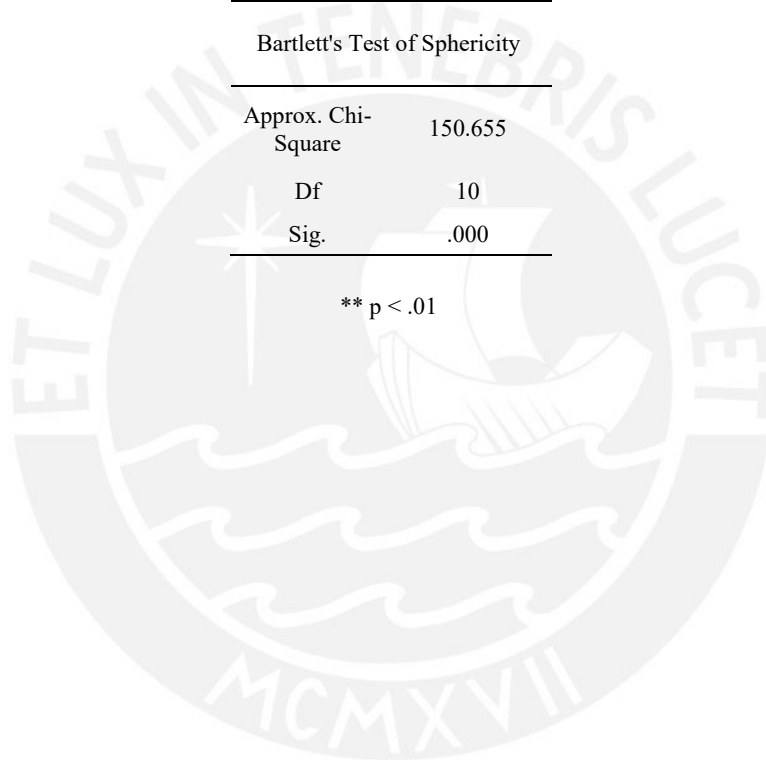 Bartlett's Test of Sphericity
Approx. Chi-
Square 150.655
Df 10
Sig. .000
** p < .01
ET LUX IN TENEBRIS LUCET
MCMXVII